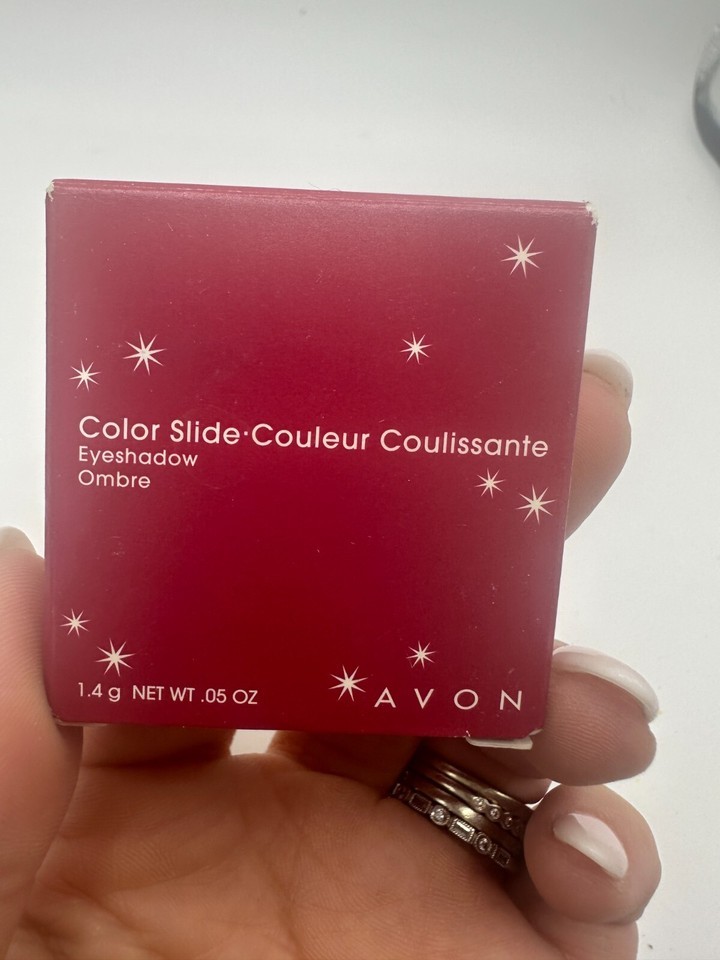 Color Slide·Couleur Coulissante
Eyeshadow
Ombre
1.4 g NET WT .05 OZ
AVON